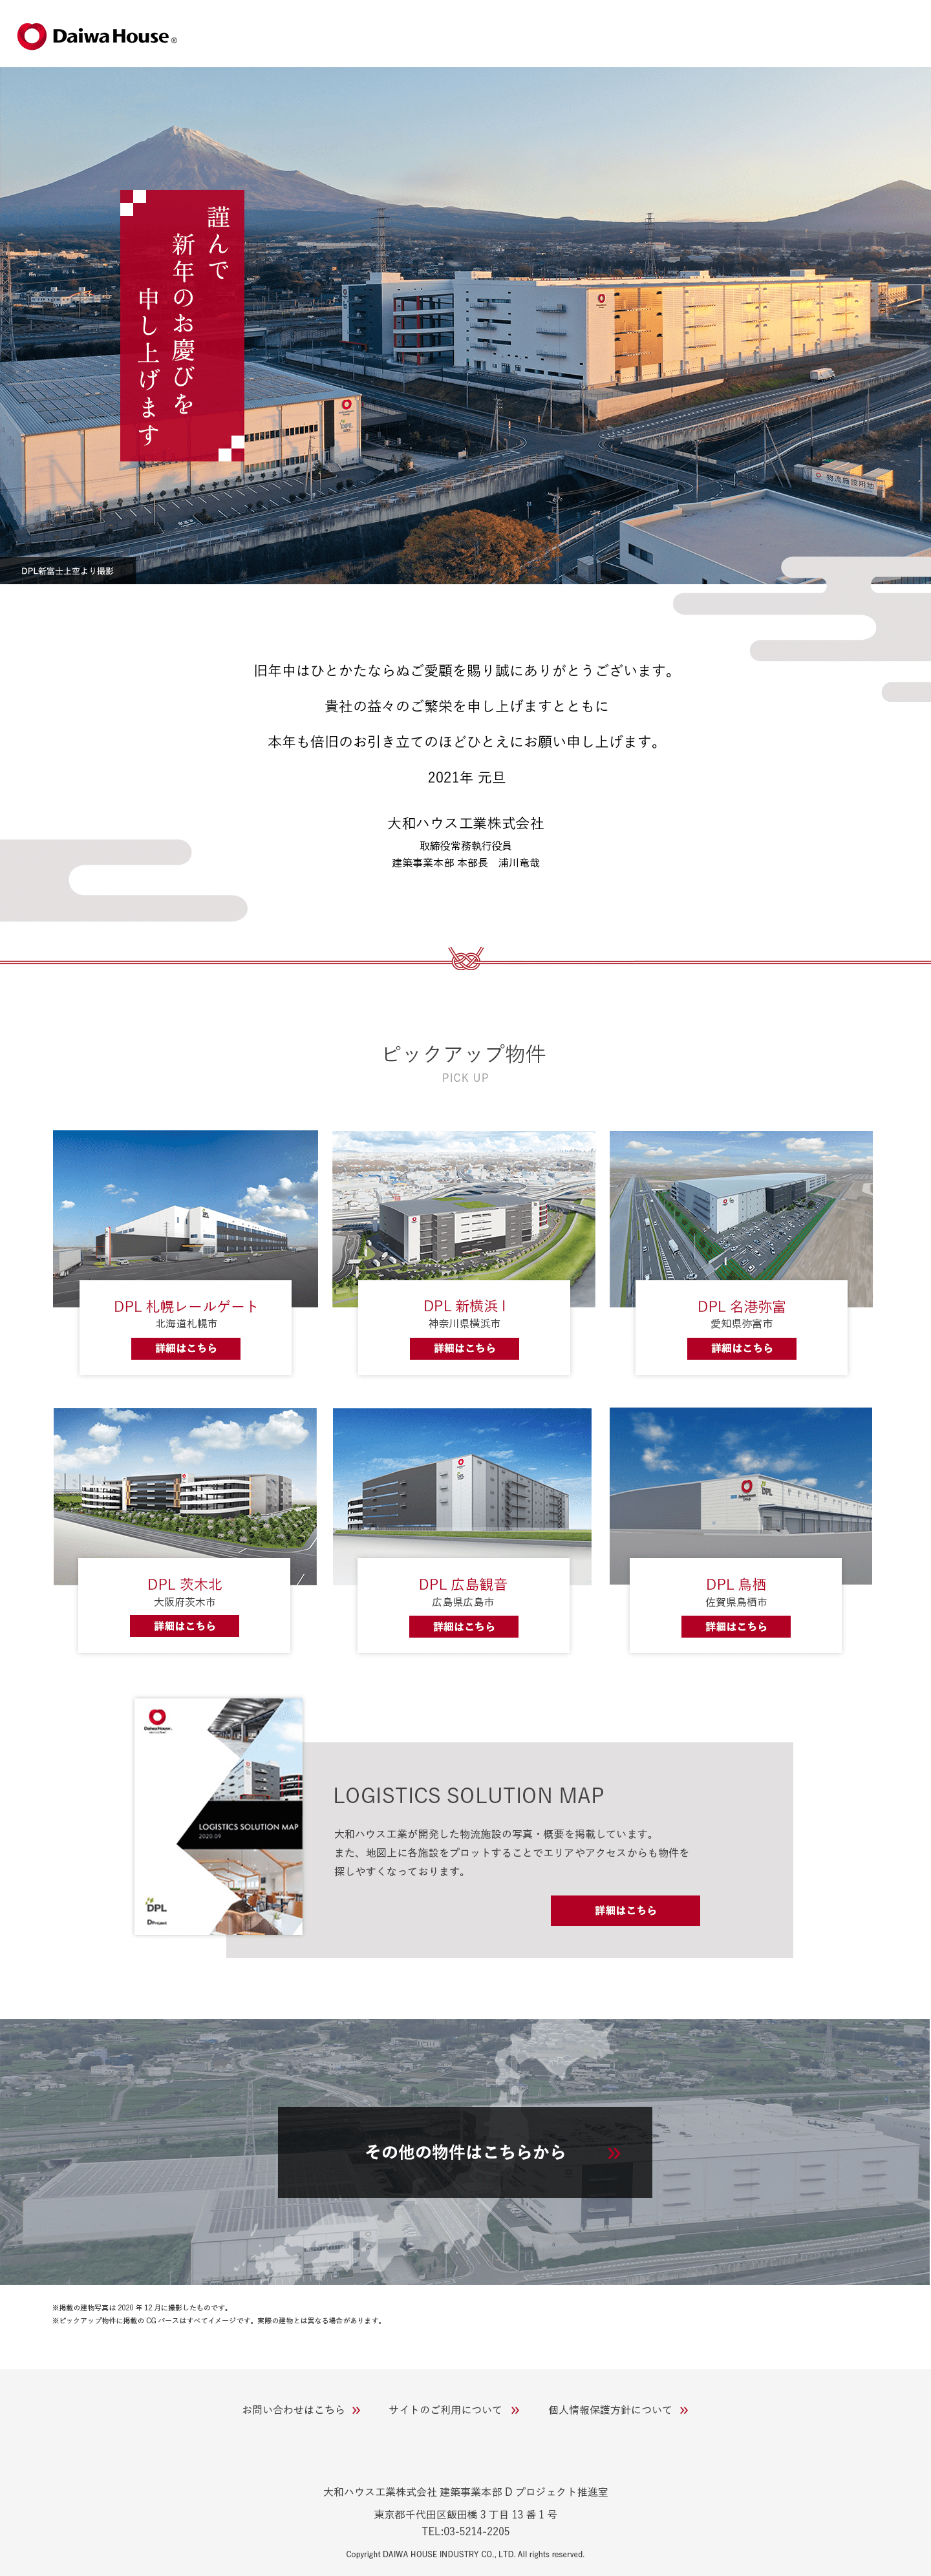 Daiwa House®
謹んで
新年のお慶びを
申し上げます
物流施設用地
DPL新富士上空より撮影
旧年中はひとかたならぬご愛顧を賜り誠にありがとうございます。
貴社の益々のご繁栄を申し上げますとともに
本年も倍旧のお引き立てのほどひとえにお願い申し上げます。
2021年 元旦
大和ハウス工業株式会社
取締役常務執行役員
建築事業本部 本部長　浦川竜哉
ピックアップ物件
PICK UP
DPL 札幌レールゲート
北海道札幌市
詳細はこちら
DPL 新横浜 I
神奈川県横浜市
詳細はこちら
DPL 名港弥富
愛知県弥富市
詳細はこちら
DPL 茨木北
大阪府茨木市
詳細はこちら
DPL 広島観音
広島県広島市
詳細はこちら
DPL
DPL 鳥栖
佐賀県鳥栖市
詳細はこちら
Daiwa House
LOGISTICS SOLUTION MAP
2020.09
DPL
DProject
LOGISTICS SOLUTION MAP
大和ハウス工業が開発した物流施設の写真・概要を掲載しています。
また、地図上に各施設をプロットすることでエリアやアクセスからも物件を
探しやすくなっております。
詳細はこちら
その他の物件はこちらから
※掲載の建物写真は 2020 年 12 月に撮影したものです。
※ピックアップ物件に掲載の CG パースはすべてイメージです。実際の建物とは異なる場合があります。
お問い合わせはこちら
サイトのご利用について
個人情報保護方針について
大和ハウス工業株式会社 建築事業本部 D プロジェクト推進室
東京都千代田区飯田橋 3 丁目 13 番 1 号
TEL:03-5214-2205
Copyright DAIWA HOUSE INDUSTRY CO., LTD. All rights reserved.